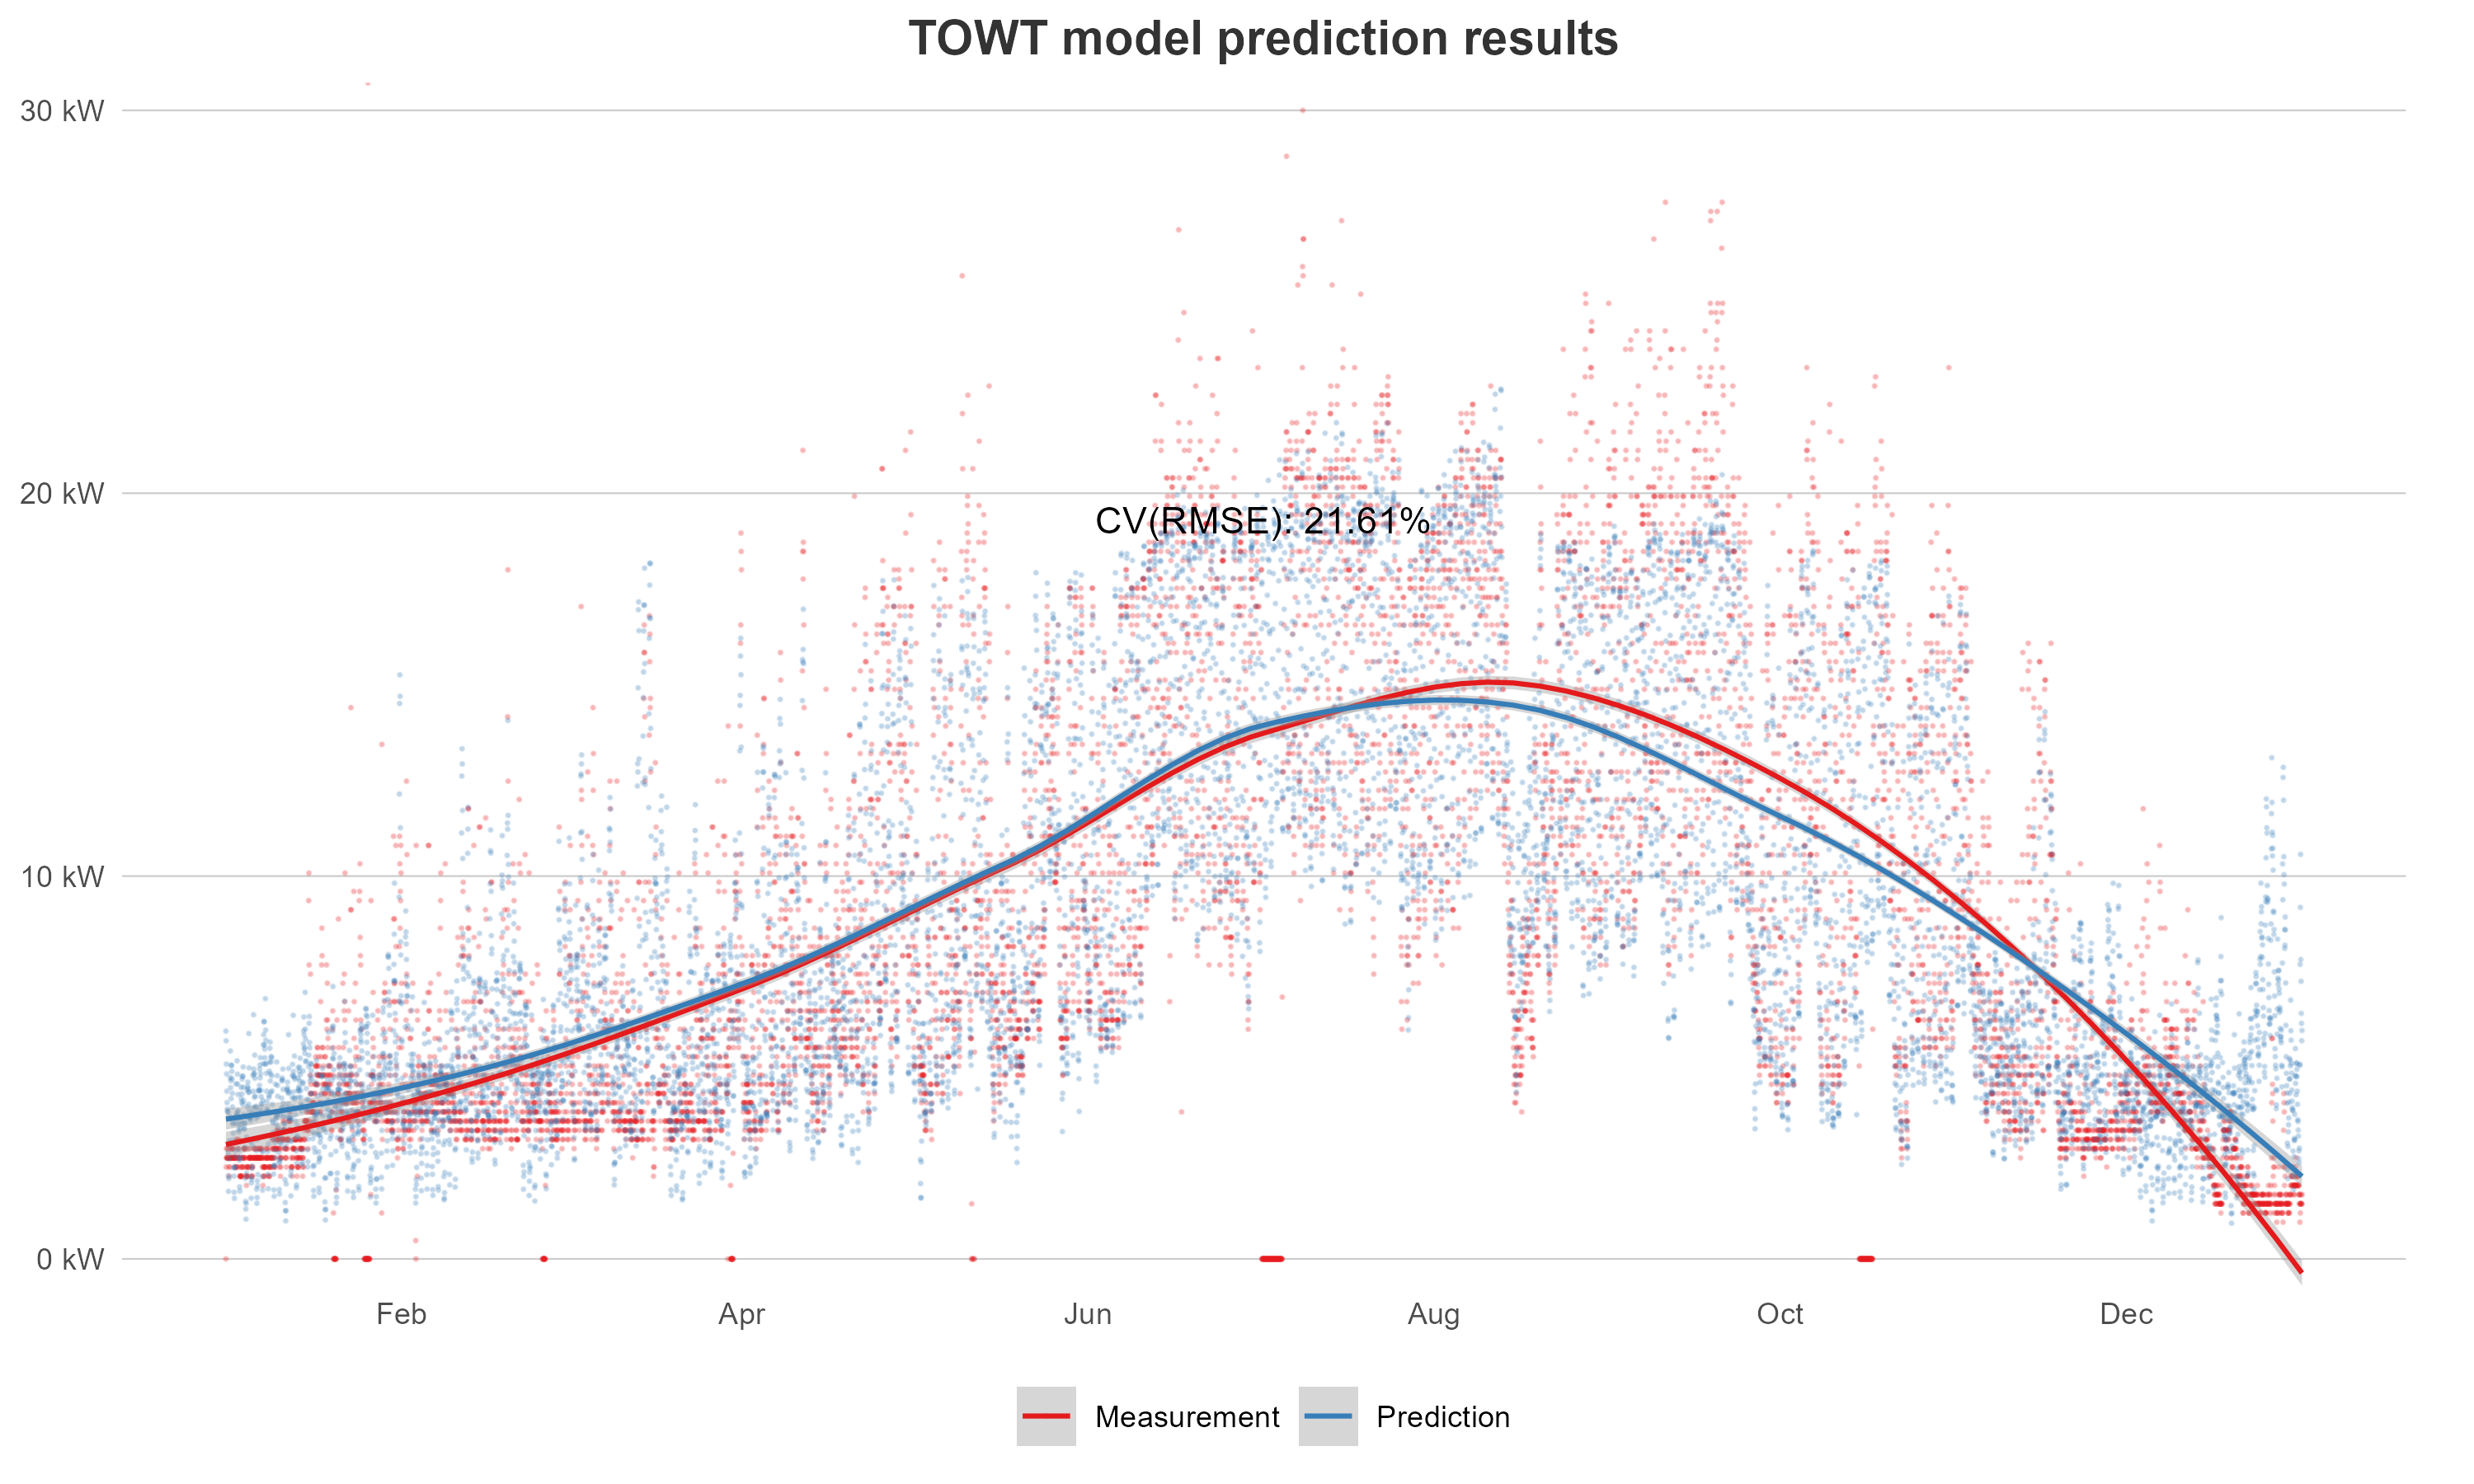 TOWT model prediction results
30 kW
20 kW
CV(RMSE): 21.61%
10 kW
0 kW
Feb Apr Jun Aug Oct Dec
Measurement Prediction